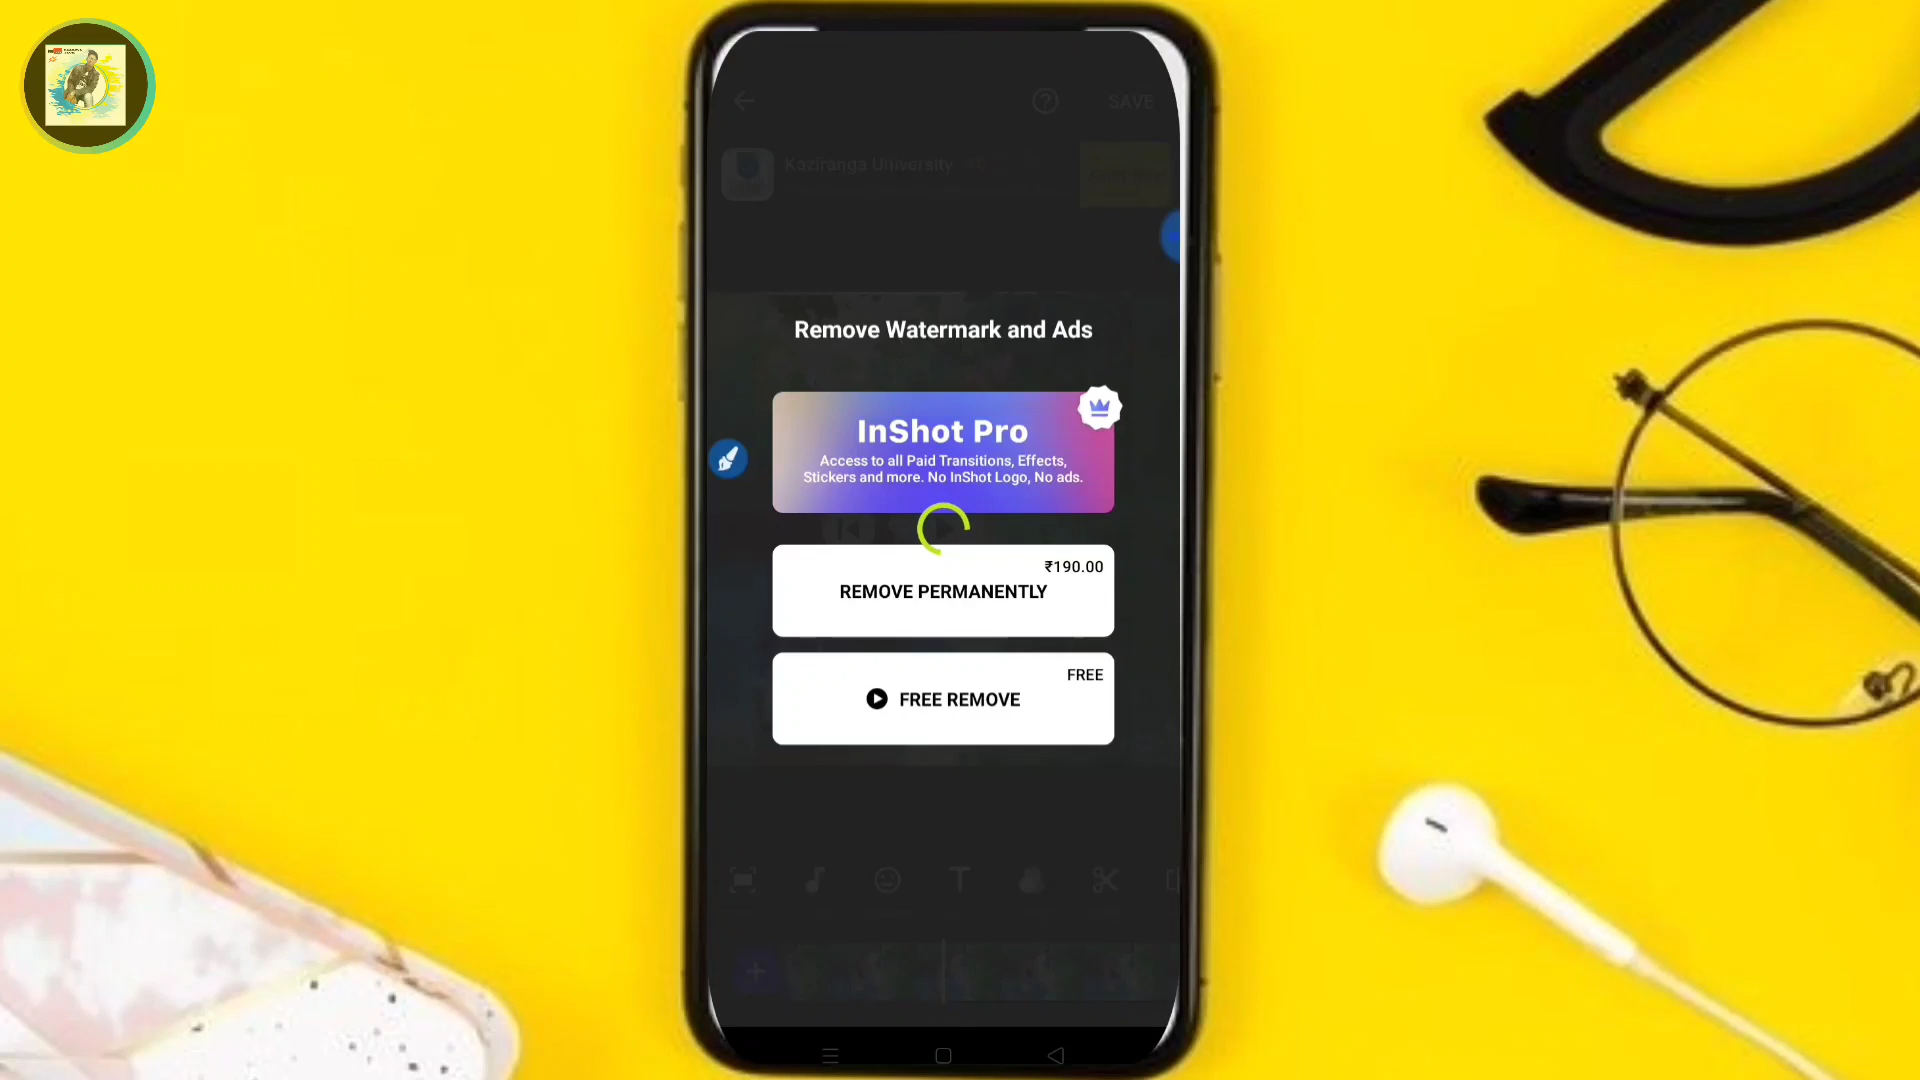 SAVE
Kaziranga University
Remove Watermark and Ads
InShot Pro
Access to all Paid Transitions, Effects,
Stickers and more. No InShot Logo, No ads.
₹190.00
REMOVE PERMANENTLY
FREE
FREE REMOVE